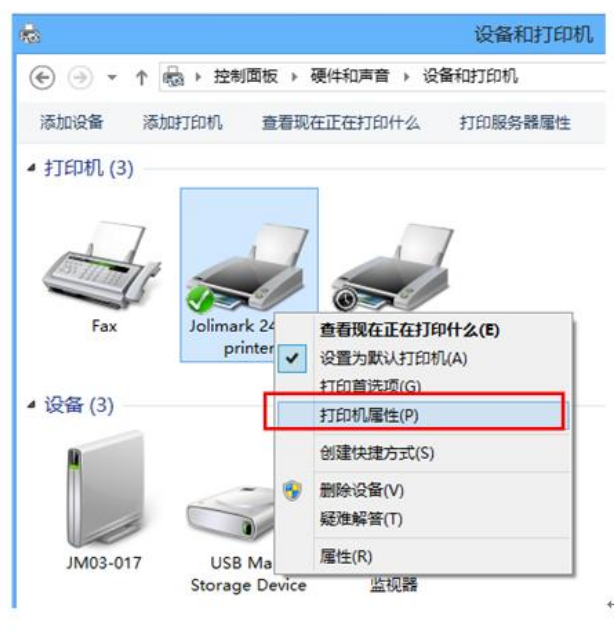 设备和打印机
控制面板 硬件和声音 设备和打印机
添加设备 添加打印机 查看现在正在打印什么 打印服务器属性
打印机 (3)
Fax
Jolimark 24
printer
查看现在正在打印什么(E)
设置为默认打印机(A)
打印首选项(G)
打印机属性(P)
创建快捷方式(S)
删除设备(V)
疑难解答(T)
属性(R)
设备 (3)
JM03-017
USB Ma
Storage Device
监视器